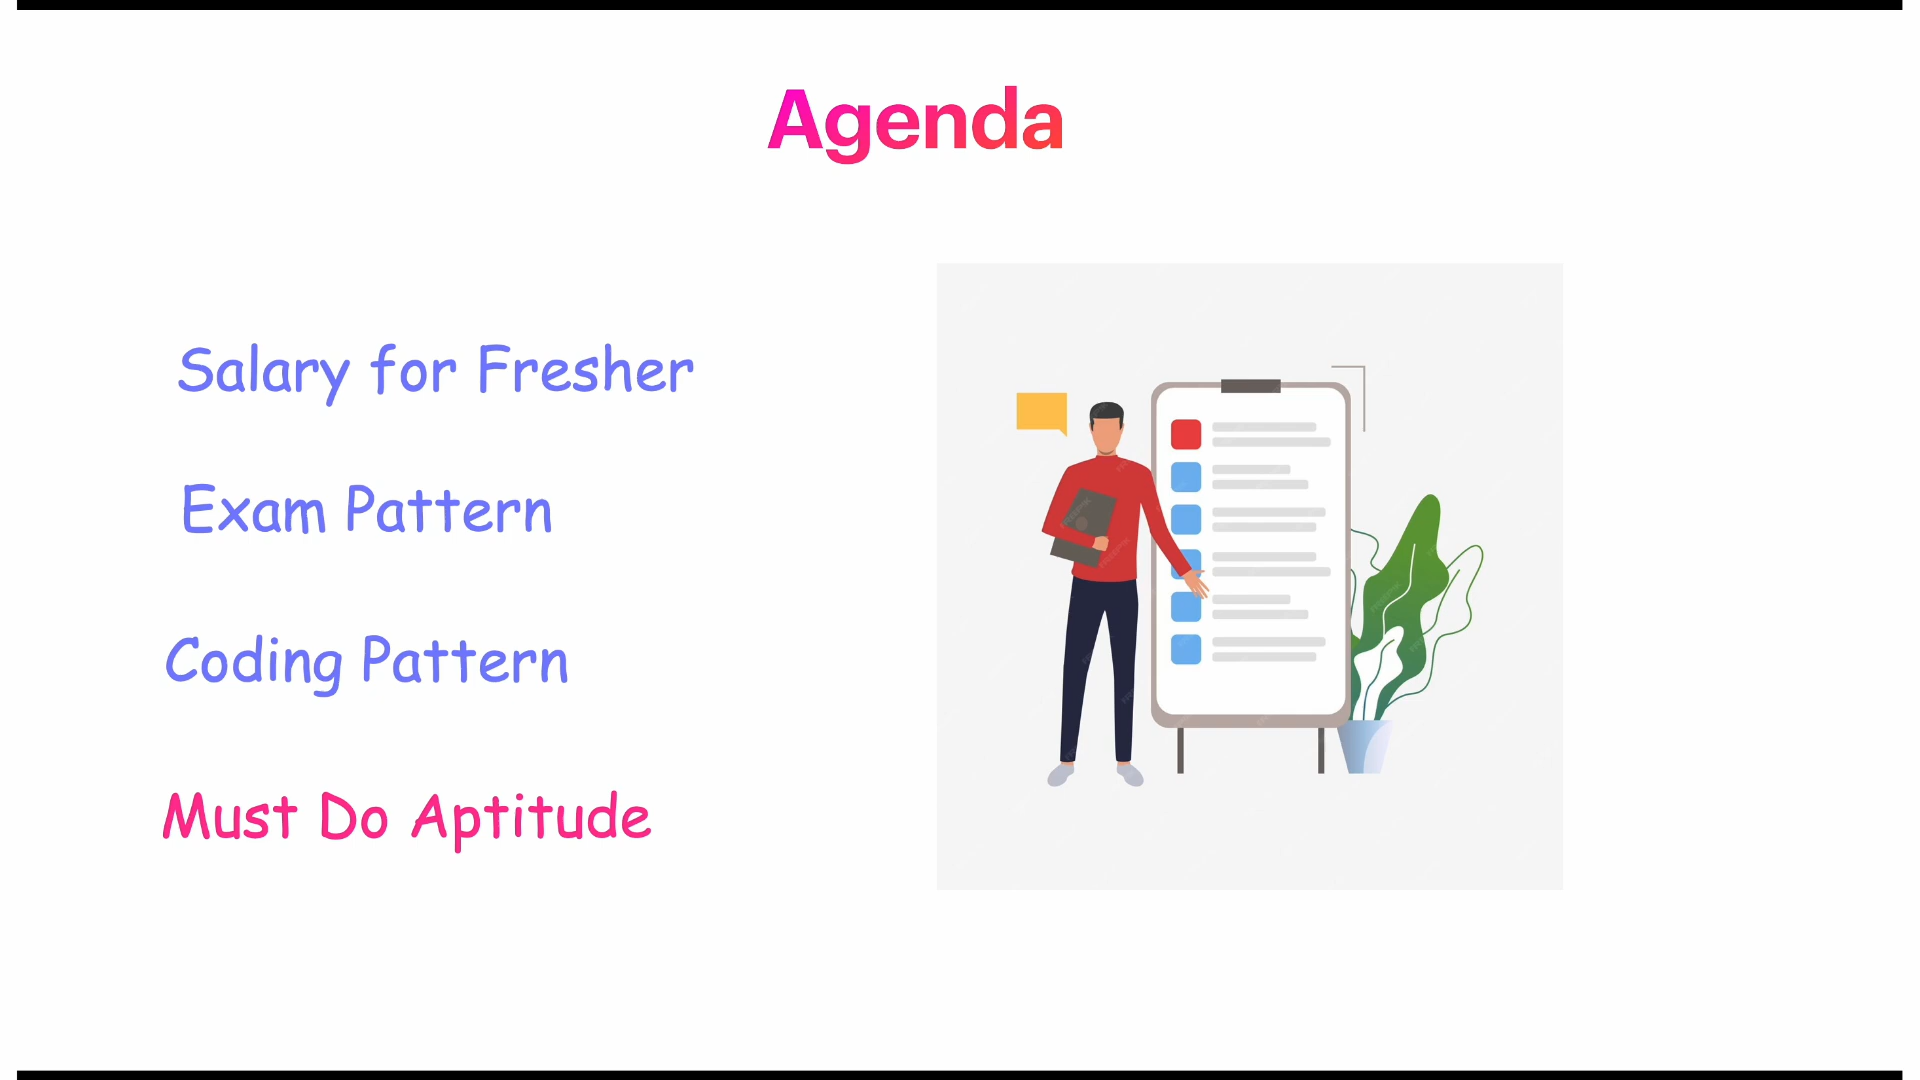 Agenda
Salary for Fresher
Exam Pattern
Coding Pattern
Must Do Aptitude